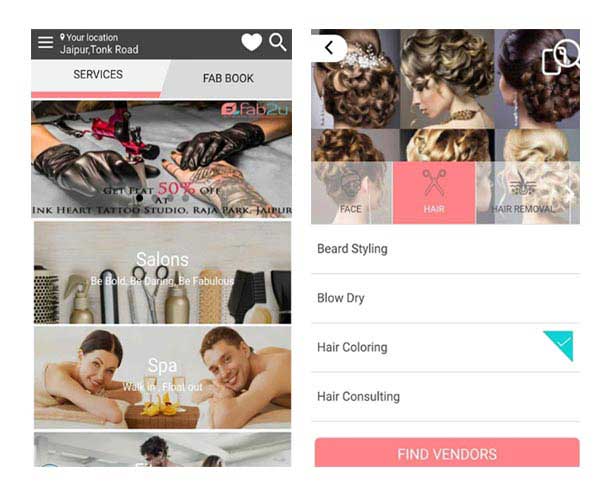 Your location
Jaipur,Tonk Road
SERVICES
FAB BOOK
fab2u
GET FLAT 50% OFF
AT
INK HEART TATTOO STUDIO, RAJA PARK, JAIPUR
Salons
Be Bold, Be Daring, Be Fabulous
Spa
Walk in , Float out
FACE
HAIR
HAIR REMOVAL
Beard Styling
Blow Dry
Hair Coloring
Hair Consulting
FIND VENDORS